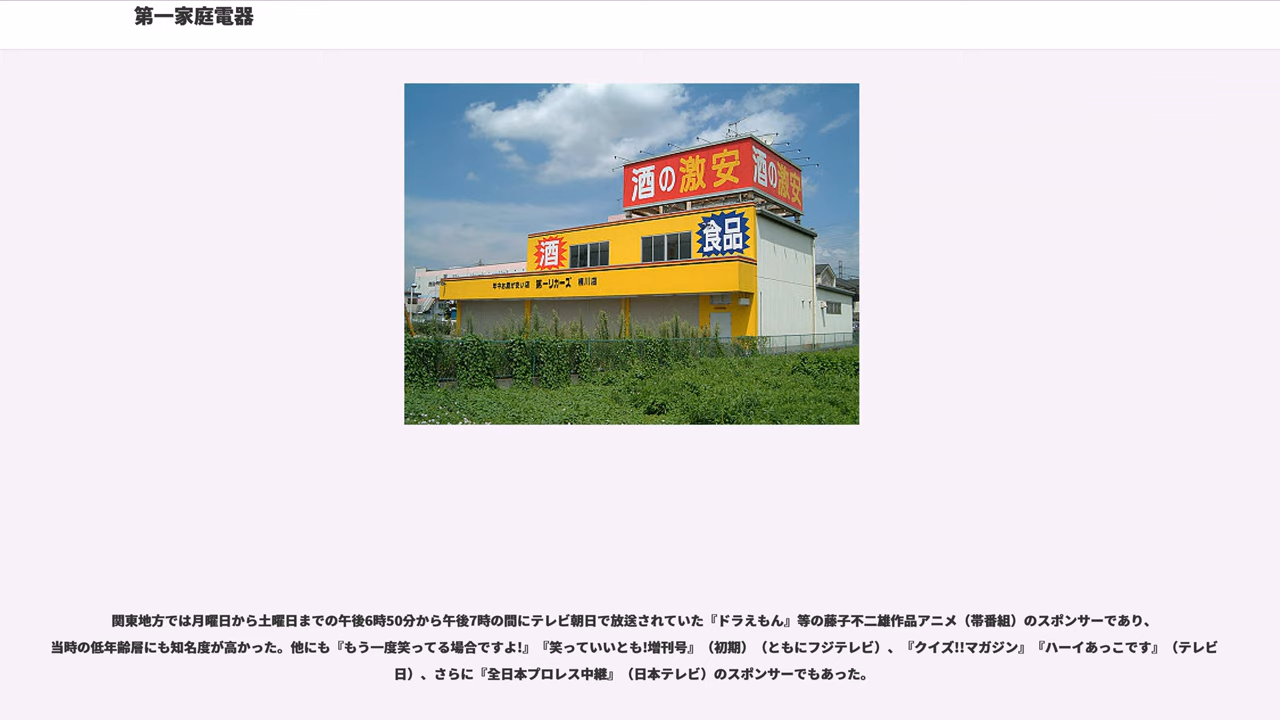 第一家庭電器
酒の激安
酒の激安
酒
食品
第一リカーズ
関東地方では月曜日から土曜日までの午後6時50分から午後7時の間にテレビ朝日で放送されていた『ドラえもん』等の藤子不二雄作品アニメ（帯番組）のスポンサーであり、
当時の低年齢層にも知名度が高かった。他にも『もう一度笑ってる場合ですよ!』『笑っていいとも!増刊号』（初期）（ともにフジテレビ）、『クイズ!!マガジン』『ハーイあっこです』（テレビ
日）、さらに『全日本プロレス中継』（日本テレビ）のスポンサーでもあった。